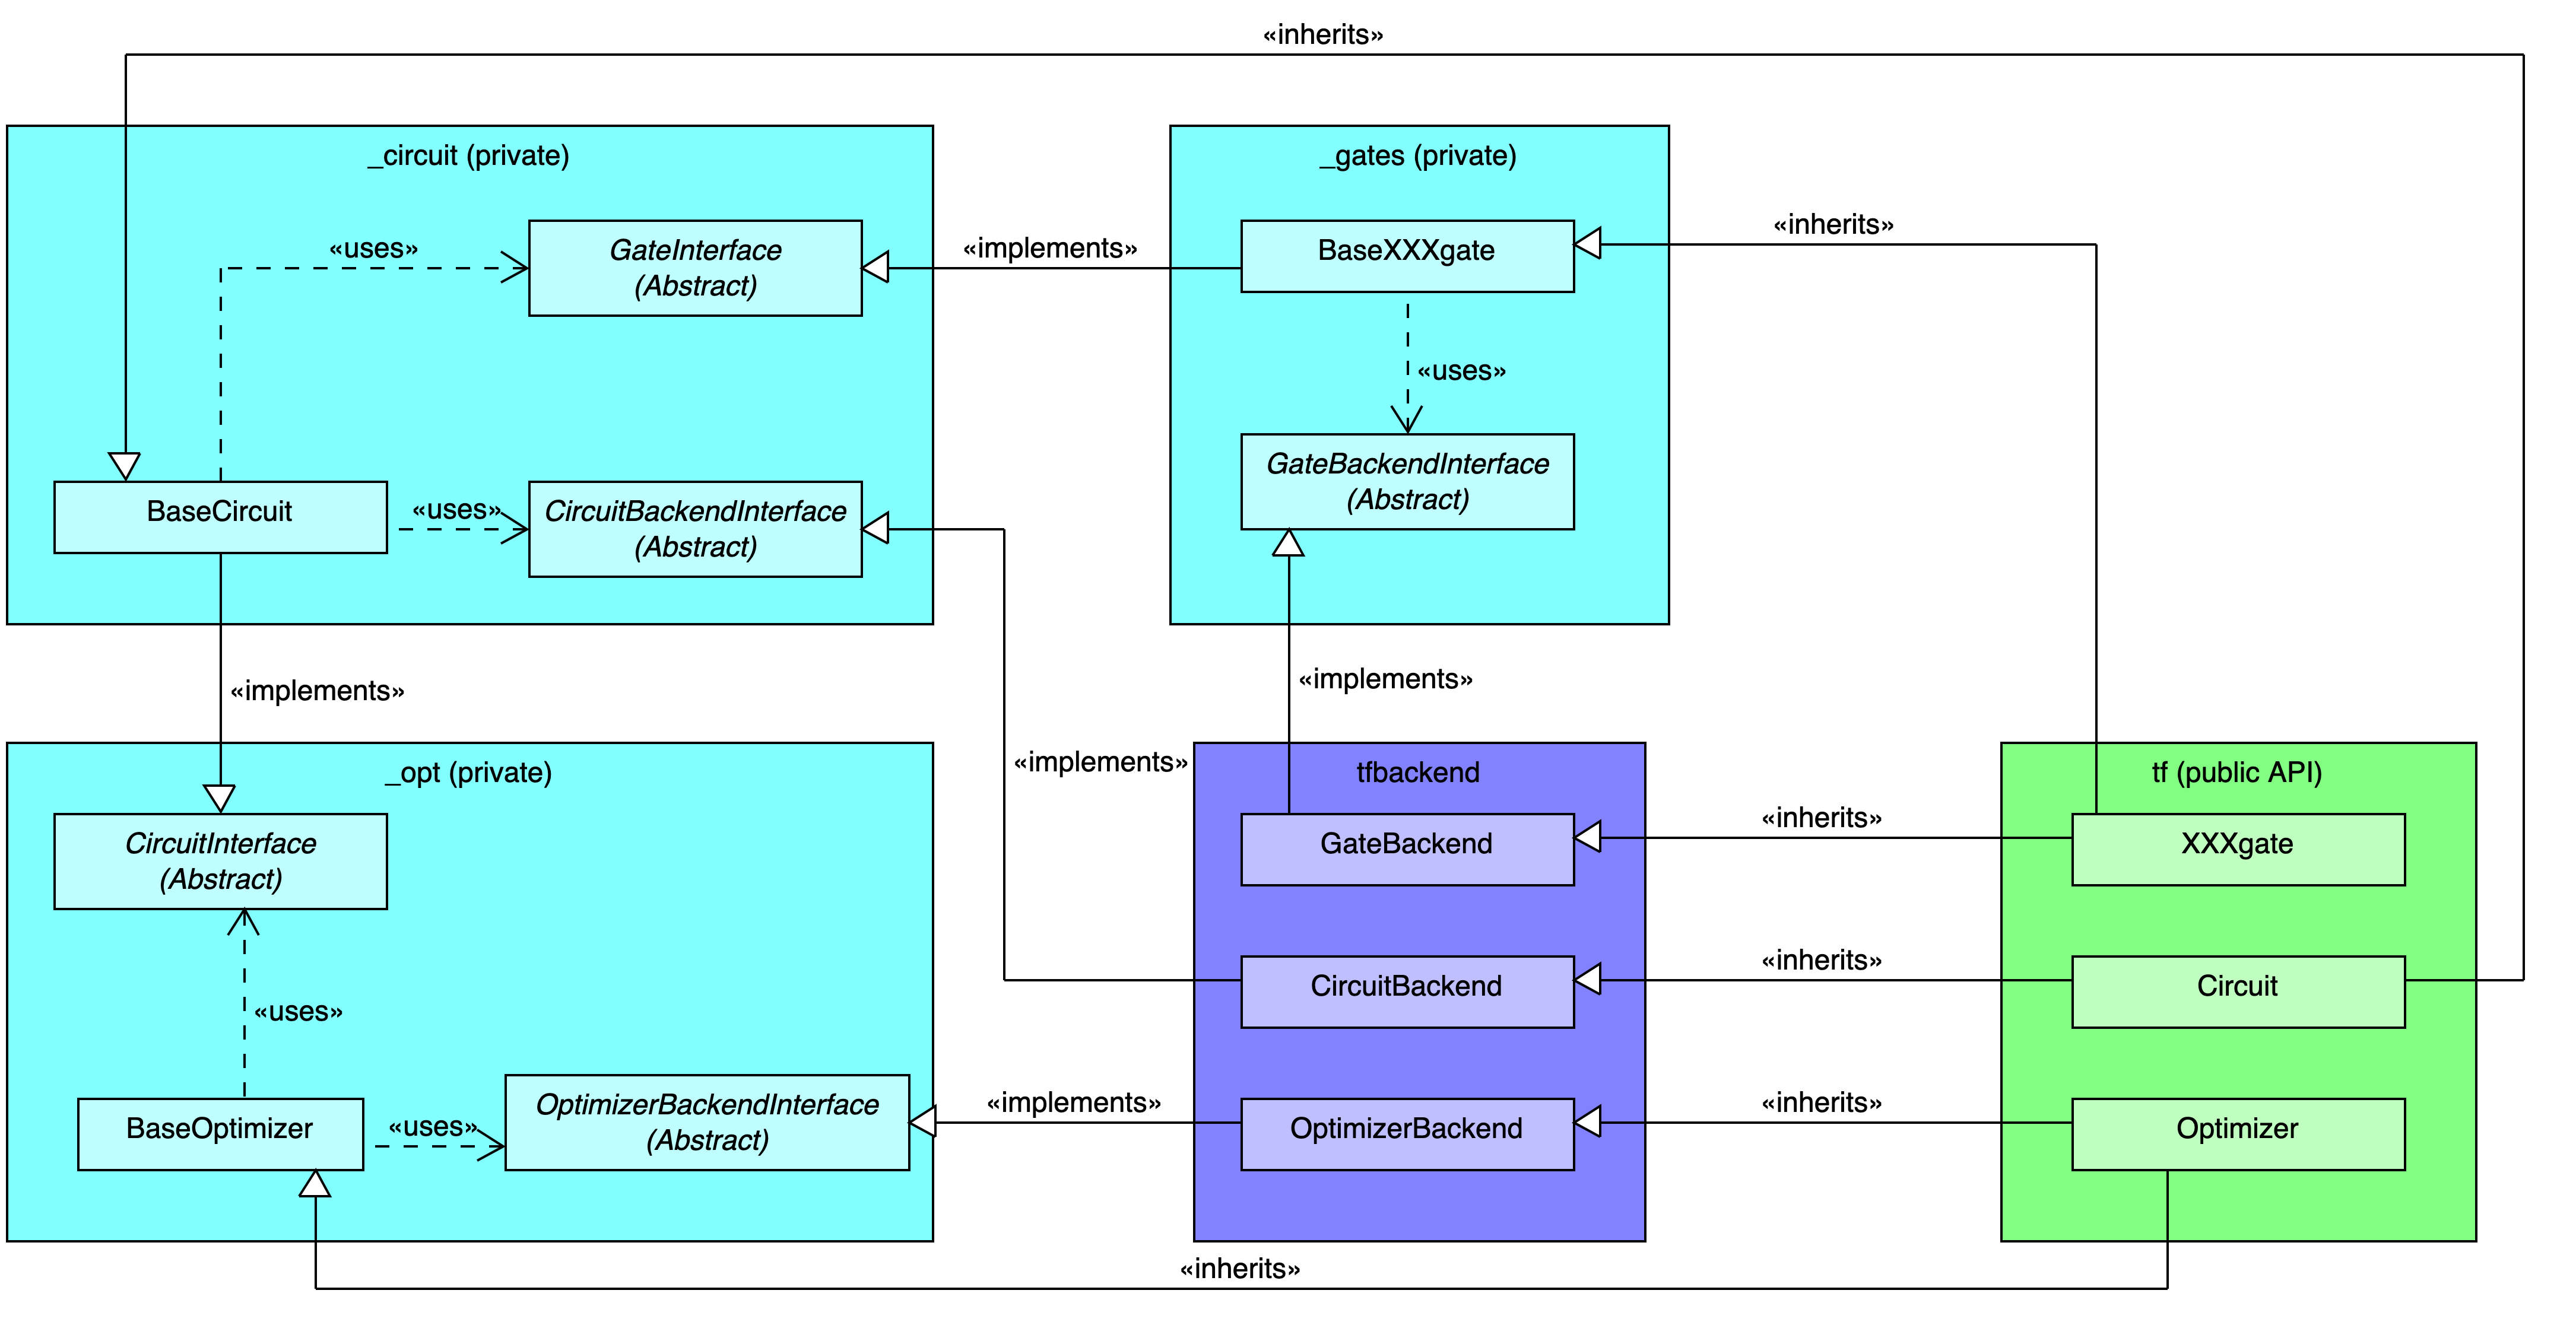 «inherits»
_circuit (private)
_gates (private)
GateInterface
(Abstract)
«uses»
«implements»
BaseXXXgate
«inherits»
«uses»
GateBackendInterface
(Abstract)
BaseCircuit
«uses»
CircuitBackendInterface
(Abstract)
«implements»
«implements»
«implements»
_opt (private)
tfbackend
tf (public API)
CircuitInterface
(Abstract)
GateBackend
«inherits»
XXXgate
«uses»
CircuitBackend
«inherits»
Circuit
BaseOptimizer
«uses»
OptimizerBackendInterface
(Abstract)
«implements»
OptimizerBackend
«inherits»
Optimizer
«inherits»